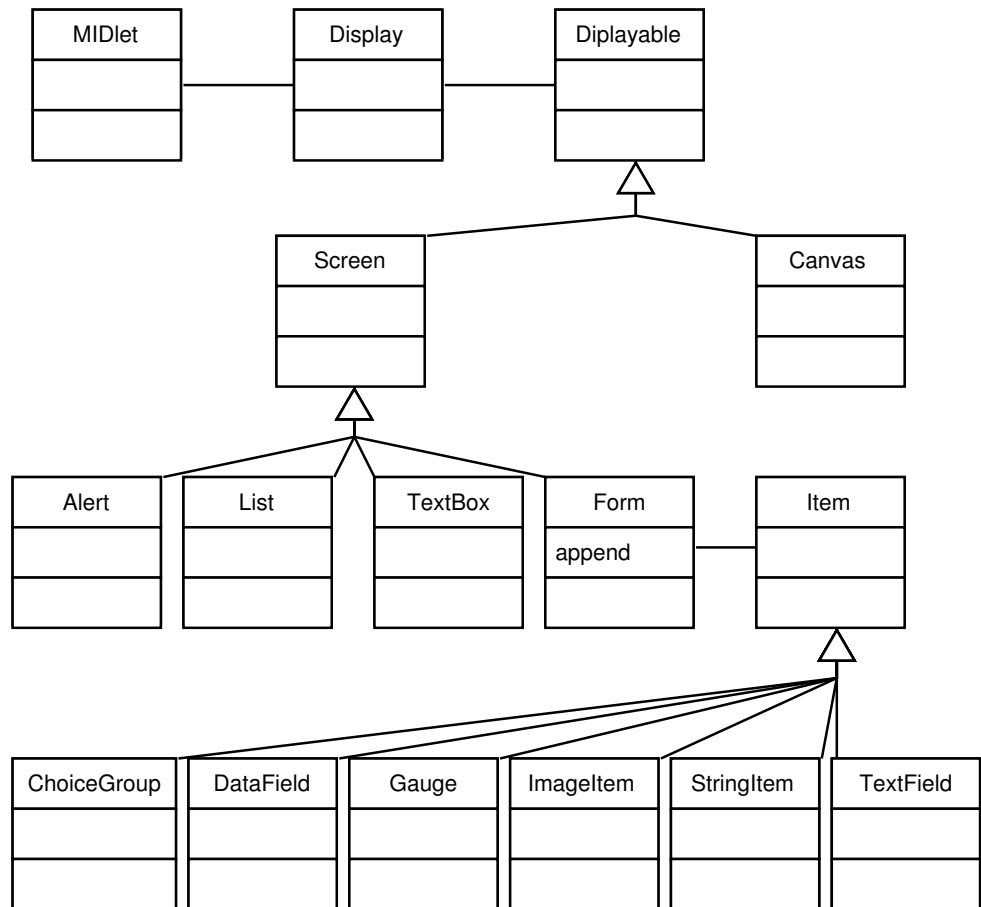 MIDlet
Display
Diplayable
Screen
Canvas
Alert
List
TextBox
Form
Item
append
ChoiceGroup
DataField
Gauge
ImageItem
StringItem
TextField